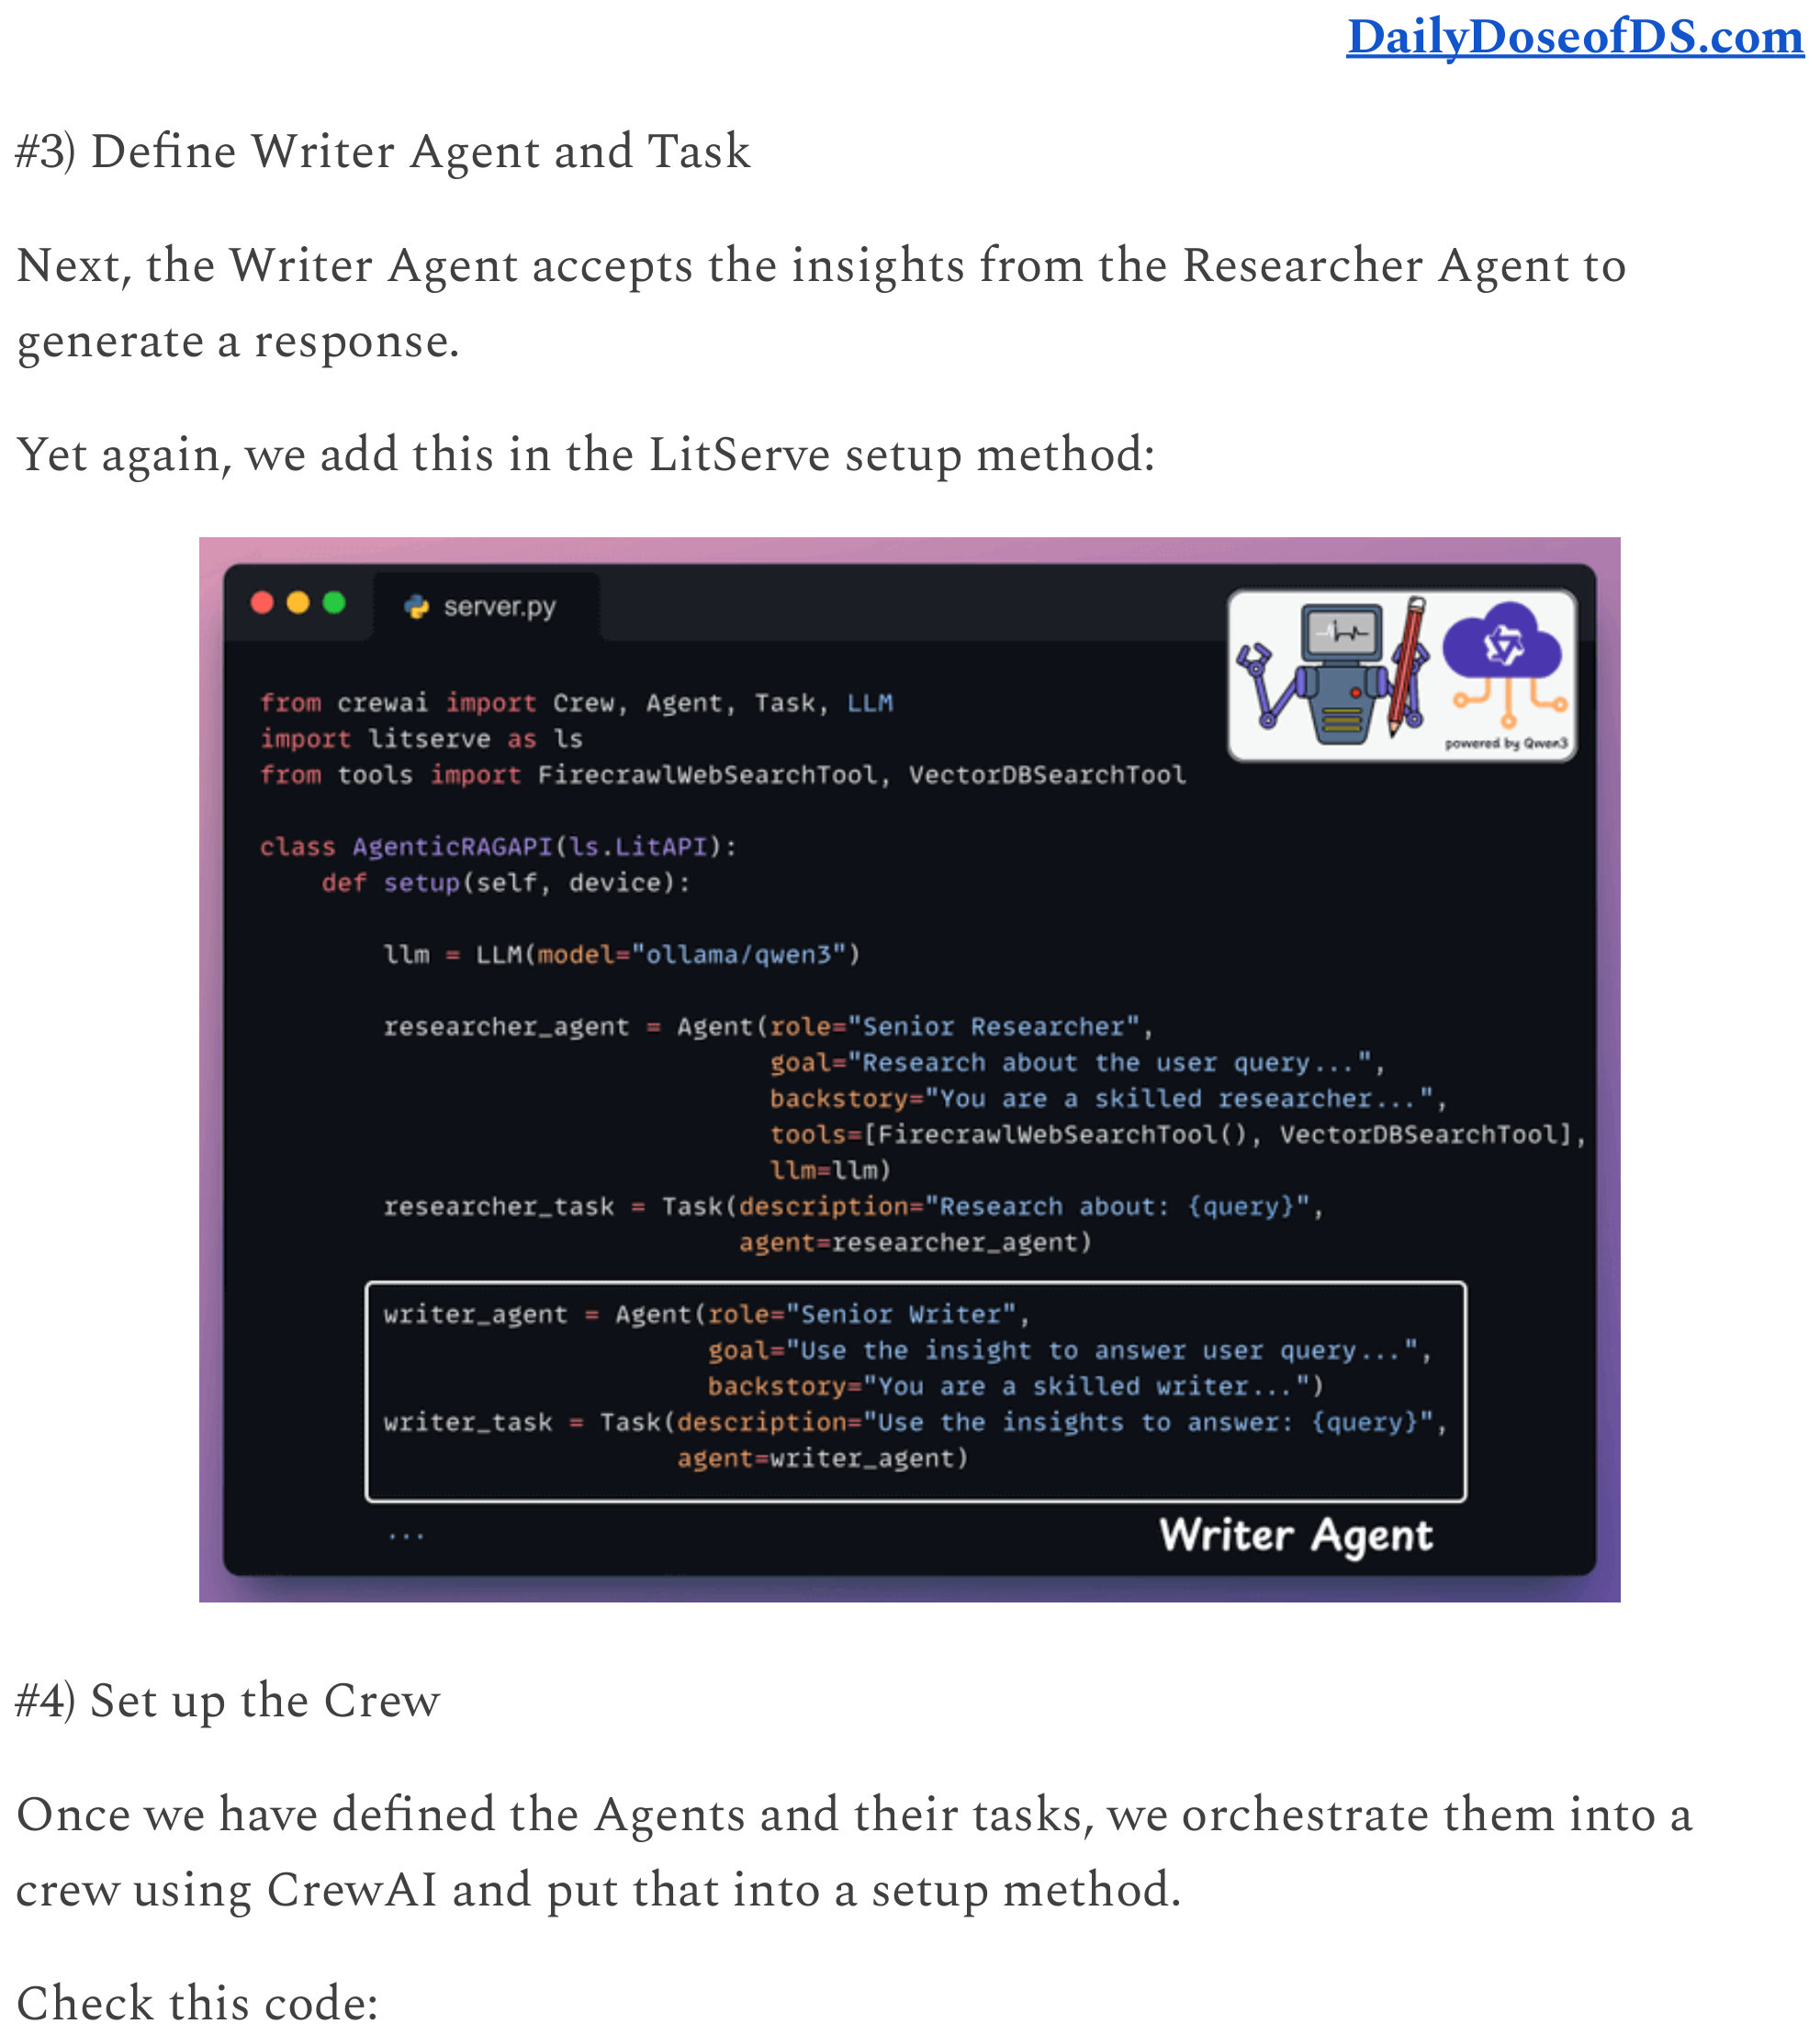 DailyDoseofDS.com
#3) Define Writer Agent and Task
Next, the Writer Agent accepts the insights from the Researcher Agent to
generate a response.
Yet again, we add this in the LitServe setup method:
server.py
powered by Qwen3
from crewai import Crew, Agent, Task, LLM
import litserve as ls
from tools import FirecrawlWebSearchTool, VectorDBSearchTool
class AgenticRAGAPI(ls.LitAPI):
    def setup(self, device):
        llm = LLM(model="ollama/qwen3")
        researcher_agent = Agent(role="Senior Researcher",
                                 goal="Research about the user query...",
                                 backstory="You are a skilled researcher...",
                                 tools=[FirecrawlWebSearchTool(), VectorDBSearchTool],
                                 llm=llm)
        researcher_task = Task(description="Research about: {query}",
                               agent=researcher_agent)
        writer_agent = Agent(role="Senior Writer",
                             goal="Use the insight to answer user query...",
                             backstory="You are a skilled writer...")
        writer_task = Task(description="Use the insights to answer: {query}",
                           agent=writer_agent)
        ...
Writer Agent
#4) Set up the Crew
Once we have defined the Agents and their tasks, we orchestrate them into a
crew using CrewAI and put that into a setup method.
Check this code: